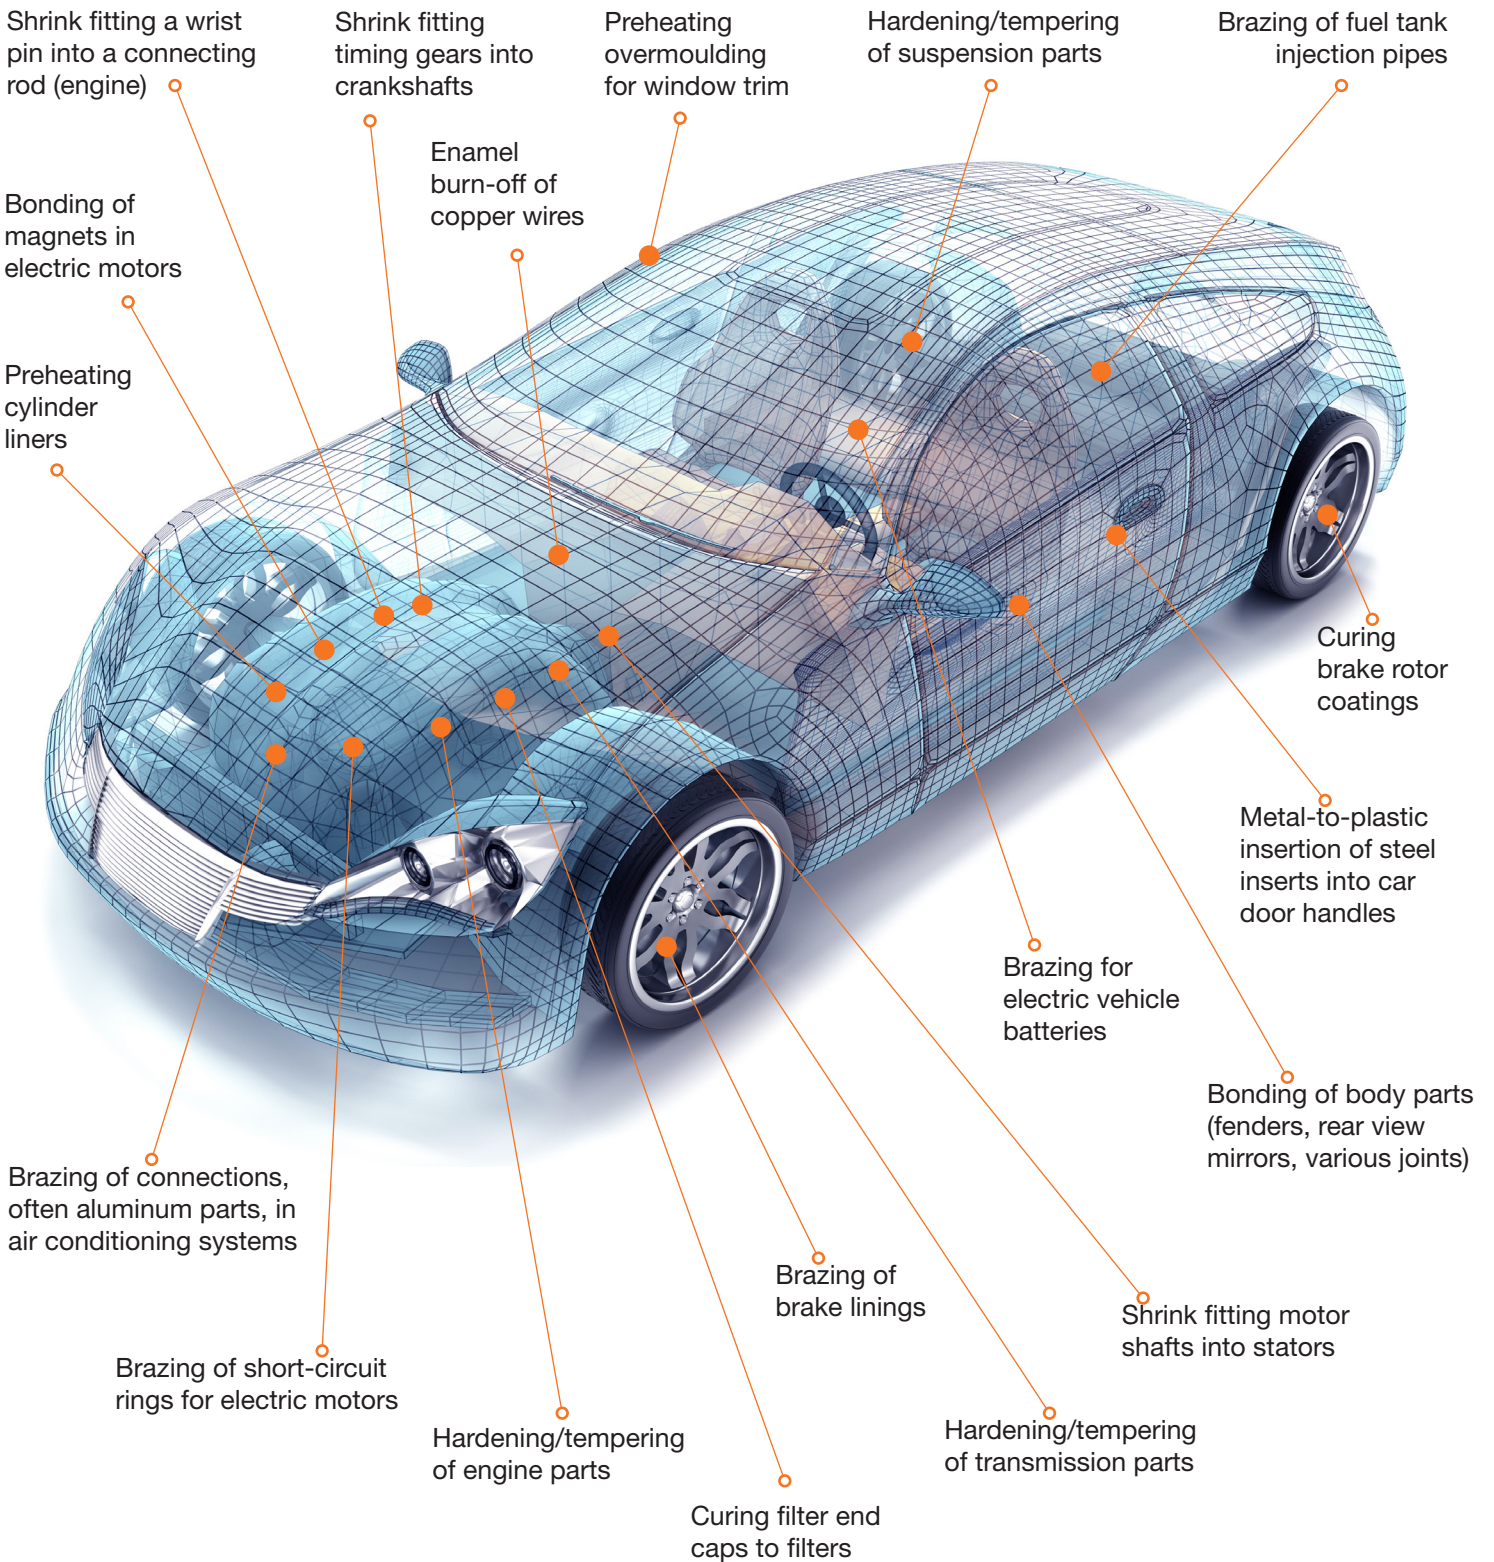 Shrink fitting a wrist
pin into a connecting
rod (engine)
Shrink fitting
timing gears into
crankshafts
Preheating
overmoulding
for window trim
Hardening/tempering
of suspension parts
Brazing of fuel tank
injection pipes
Enamel
burn-off of
copper wires
Bonding of
magnets in
electric motors
Preheating
cylinder
liners
Curing
brake rotor
coatings
Metal-to-plastic
insertion of steel
inserts into car
door handles
Brazing for
electric vehicle
batteries
Bonding of body parts
(fenders, rear view
mirrors, various joints)
Brazing of connections,
often aluminum parts, in
air conditioning systems
Brazing of
brake linings
Shrink fitting motor
shafts into stators
Brazing of short-circuit
rings for electric motors
Hardening/tempering
of engine parts
Hardening/tempering
of transmission parts
Curing filter end
caps to filters